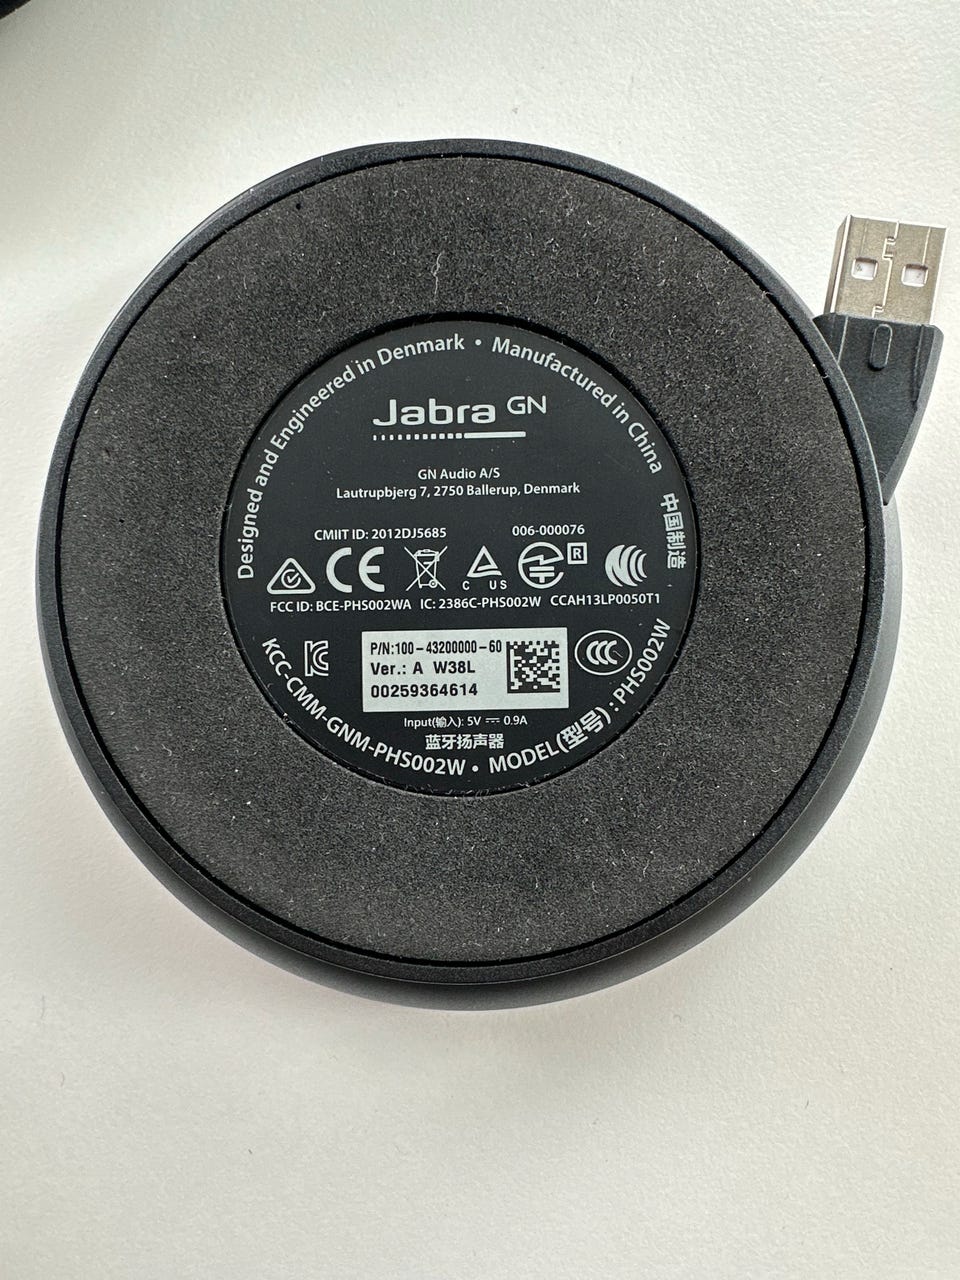 Designed and Engineered in Denmark • Manufactured in China
中国制造
Jabra GN
GN Audio A/S
Lautrupbjerg 7, 2750 Ballerup, Denmark
CMIIT ID: 2012DJ5685 006-000076
CE C US R
FCC ID: BCE-PHS002WA IC: 2386C-PHS002W CCAH13LP0050T1
P/N:100-43200000-60
Ver.: A W38L
00259364614
CCC
Input(输入): 5V ⎓ 0.9A
蓝牙扬声器
KCC-CMM-GNM-PHS002W • MODEL(型号) : PHS002W